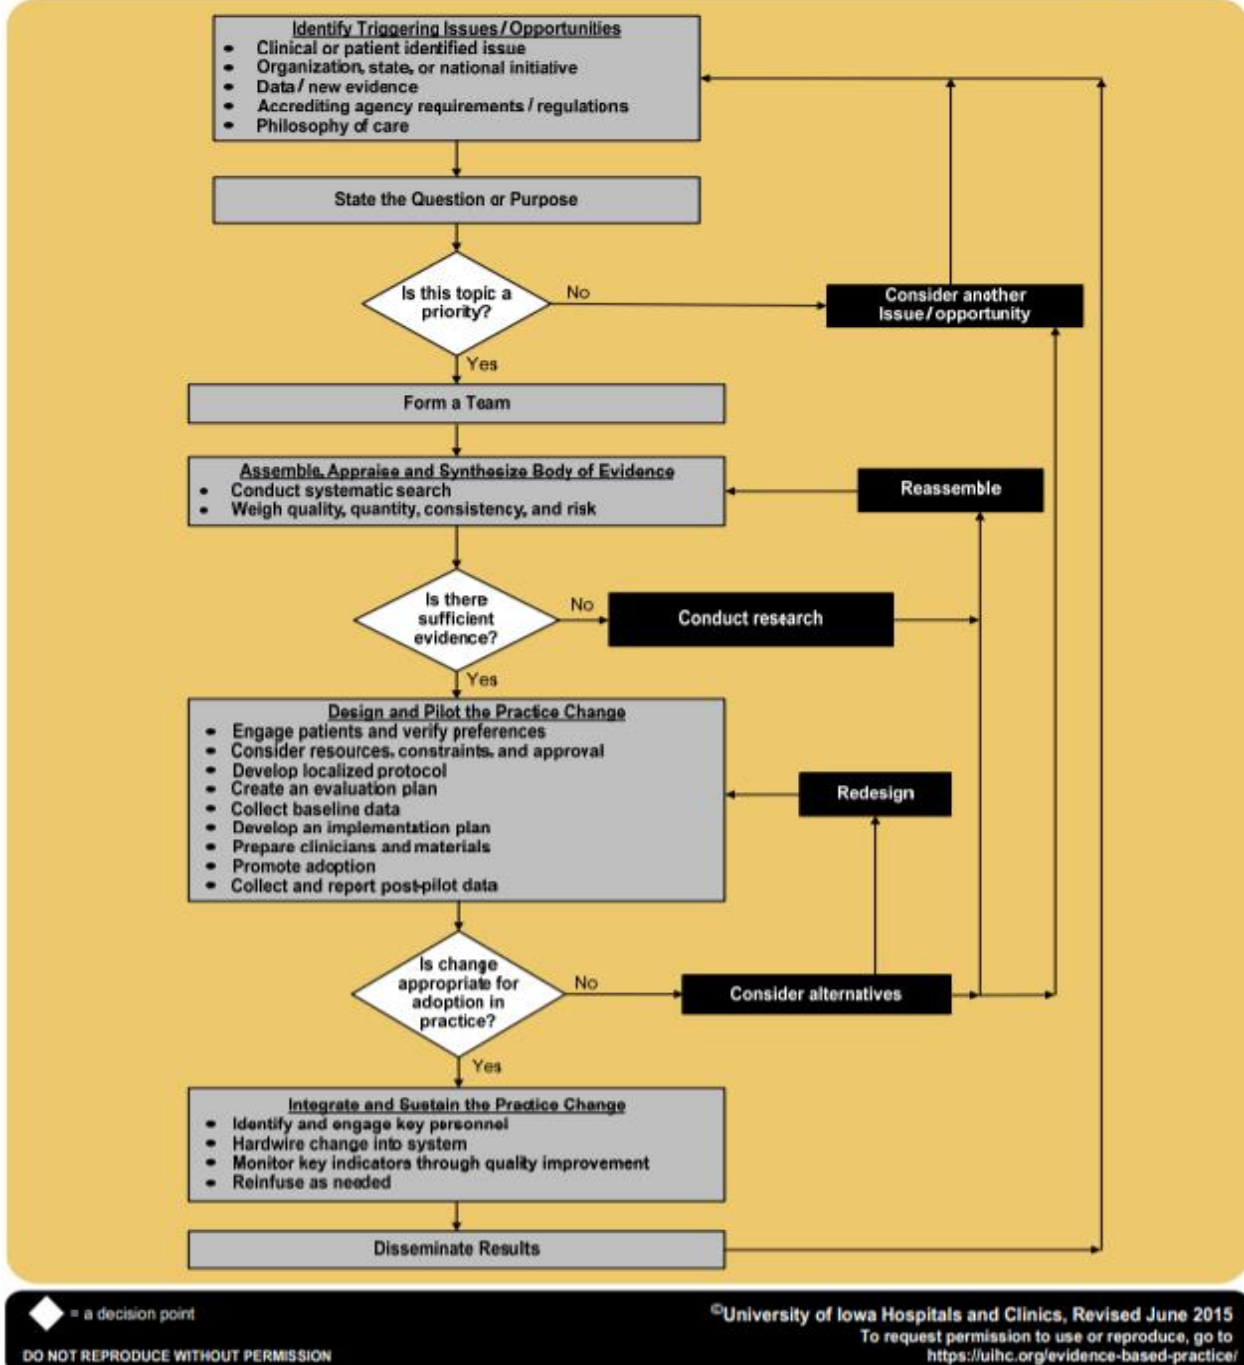 Identify Triggering Issues / Opportunities
• Clinical or patient identified issue
• Organization, state, or national initiative
• Data / new evidence
• Accrediting agency requirements / regulations
• Philosophy of care
State the Question or Purpose
Is this topic a
priority?
No
Consider another
Issue / opportunity
Yes
Form a Team
Assemble, Appraise and Synthesize Body of Evidence
• Conduct systematic search
• Weigh quality, quantity, consistency, and risk
Reassemble
Is there
sufficient
evidence?
No
Conduct research
Yes
Design and Pilot the Practice Change
• Engage patients and verify preferences
• Consider resources, constraints, and approval
• Develop localized protocol
• Create an evaluation plan
• Collect baseline data
• Develop an implementation plan
• Prepare clinicians and materials
• Promote adoption
• Collect and report post-pilot data
Redesign
Is change
appropriate for
adoption in
practice?
No
Consider alternatives
Yes
Integrate and Sustain the Practice Change
• Identify and engage key personnel
• Hardwire change into system
• Monitor key indicators through quality improvement
• Reinfuse as needed
Disseminate Results
= a decision point
©University of Iowa Hospitals and Clinics, Revised June 2015
To request permission to use or reproduce, go to
https://uihc.org/evidence-based-practice/
DO NOT REPRODUCE WITHOUT PERMISSION